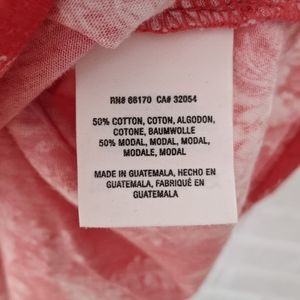 RN# 66170 CA# 32054
50% COTTON, COTON, ALGODON,
COTONE, BAUMWOLLE
50% MODAL, MODAL, MODAL,
MODALE, MODAL
MADE IN GUATEMALA, HECHO EN
GUATEMALA, FABRIQUÉ EN
GUATEMALA